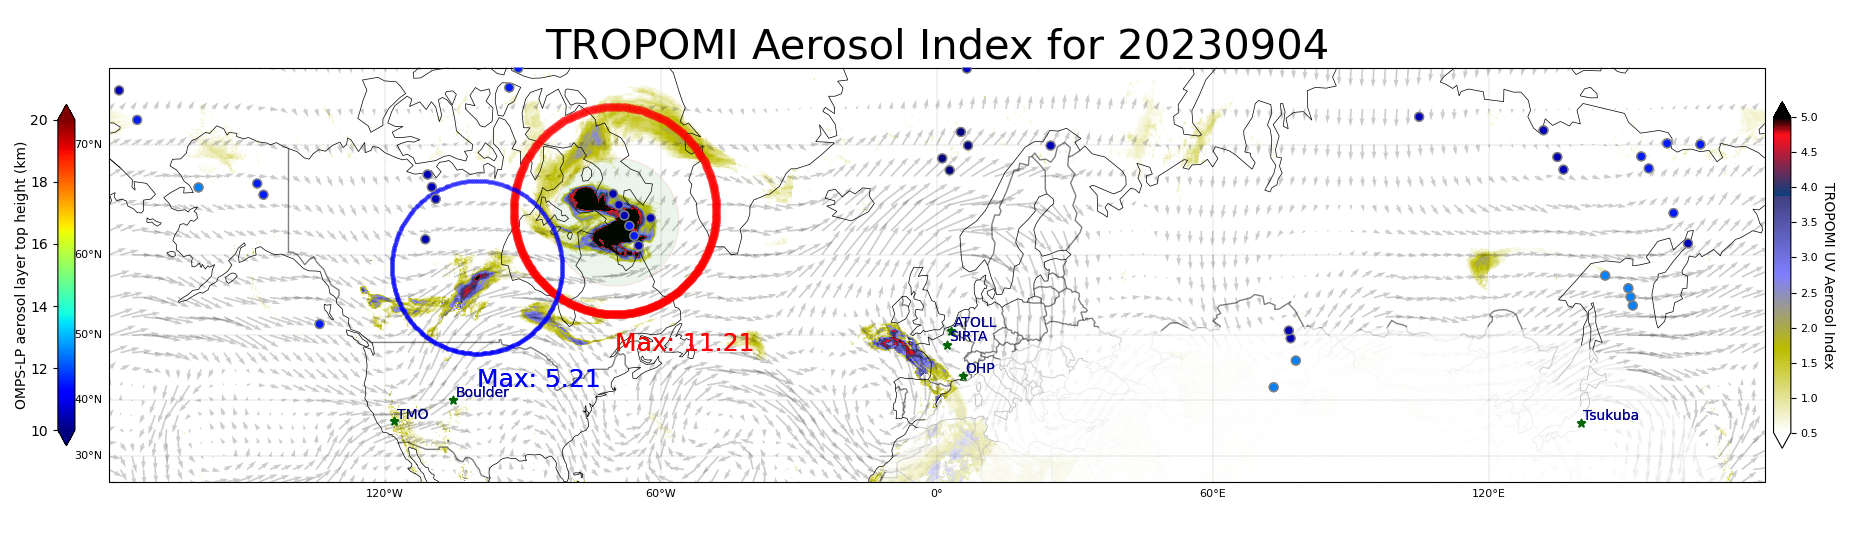 TROPOMI Aerosol Index for 20230904
OMPS-LP aerosol layer top height (km)
20
18
16
14
12
10
70°N
60°N
50°N
40°N
30°N
120°W
60°W
0°
60°E
120°E
Max: 11.21
Max: 5.21
ATOLL
SIRTA
OHP
Boulder
TMO
Tsukuba
5.0
4.5
4.0
3.5
3.0
2.5
2.0
1.5
1.0
0.5
TROPOMI UV Aerosol Index